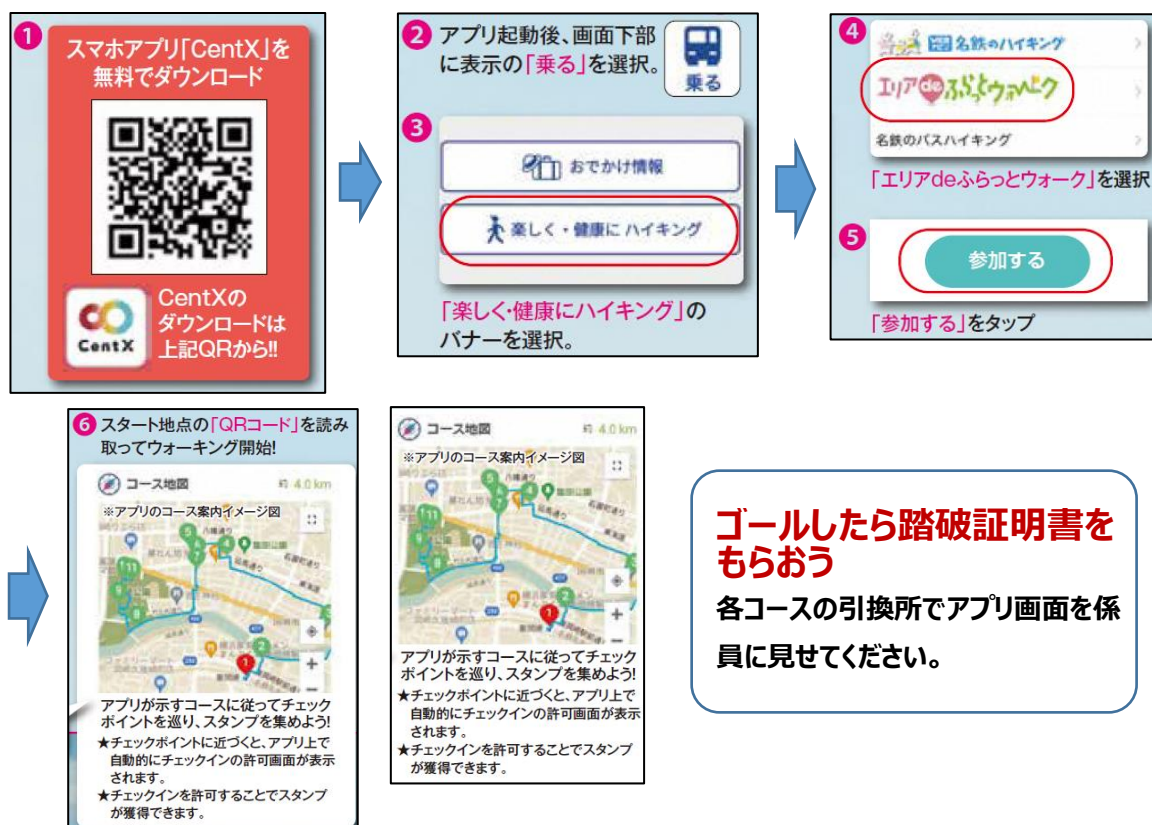 1
スマホアプリ「CentX」を
無料でダウンロード
CentX
CentXの
ダウンロードは
上記QRから!!
2 アプリ起動後、画面下部
に表示の「乗る」を選択。
乗る
3
おでかけ情報
楽しく・健康に ハイキング
「楽しく・健康にハイキング」の
バナーを選択。
4
名鉄のハイキング
エリアdeふらっとウォーク
名鉄のバスハイキング
「エリアdeふらっとウォーク」を選択
5
参加する
「参加する」をタップ
6 スタート地点の「QRコード」を読み
取ってウォーキング開始!
コース地図 約 4.0 km
※アプリのコース案内イメージ図
アプリが示すコースに従ってチェック
ポイントを巡り、スタンプを集めよう!
★チェックポイントに近づくと、アプリ上で
自動的にチェックインの許可画面が表示
されます。
★チェックインを許可することでスタンプ
が獲得できます。
コース地図 約 4.0 km
※アプリのコース案内イメージ図
アプリが示すコースに従ってチェック
ポイントを巡り、スタンプを集めよう!
★チェックポイントに近づくと、アプリ上で
自動的にチェックインの許可画面が表示
されます。
★チェックインを許可することでスタンプ
が獲得できます。
ゴールしたら踏破証明書を
もらおう
各コースの引換所でアプリ画面を係
員に見せてください。